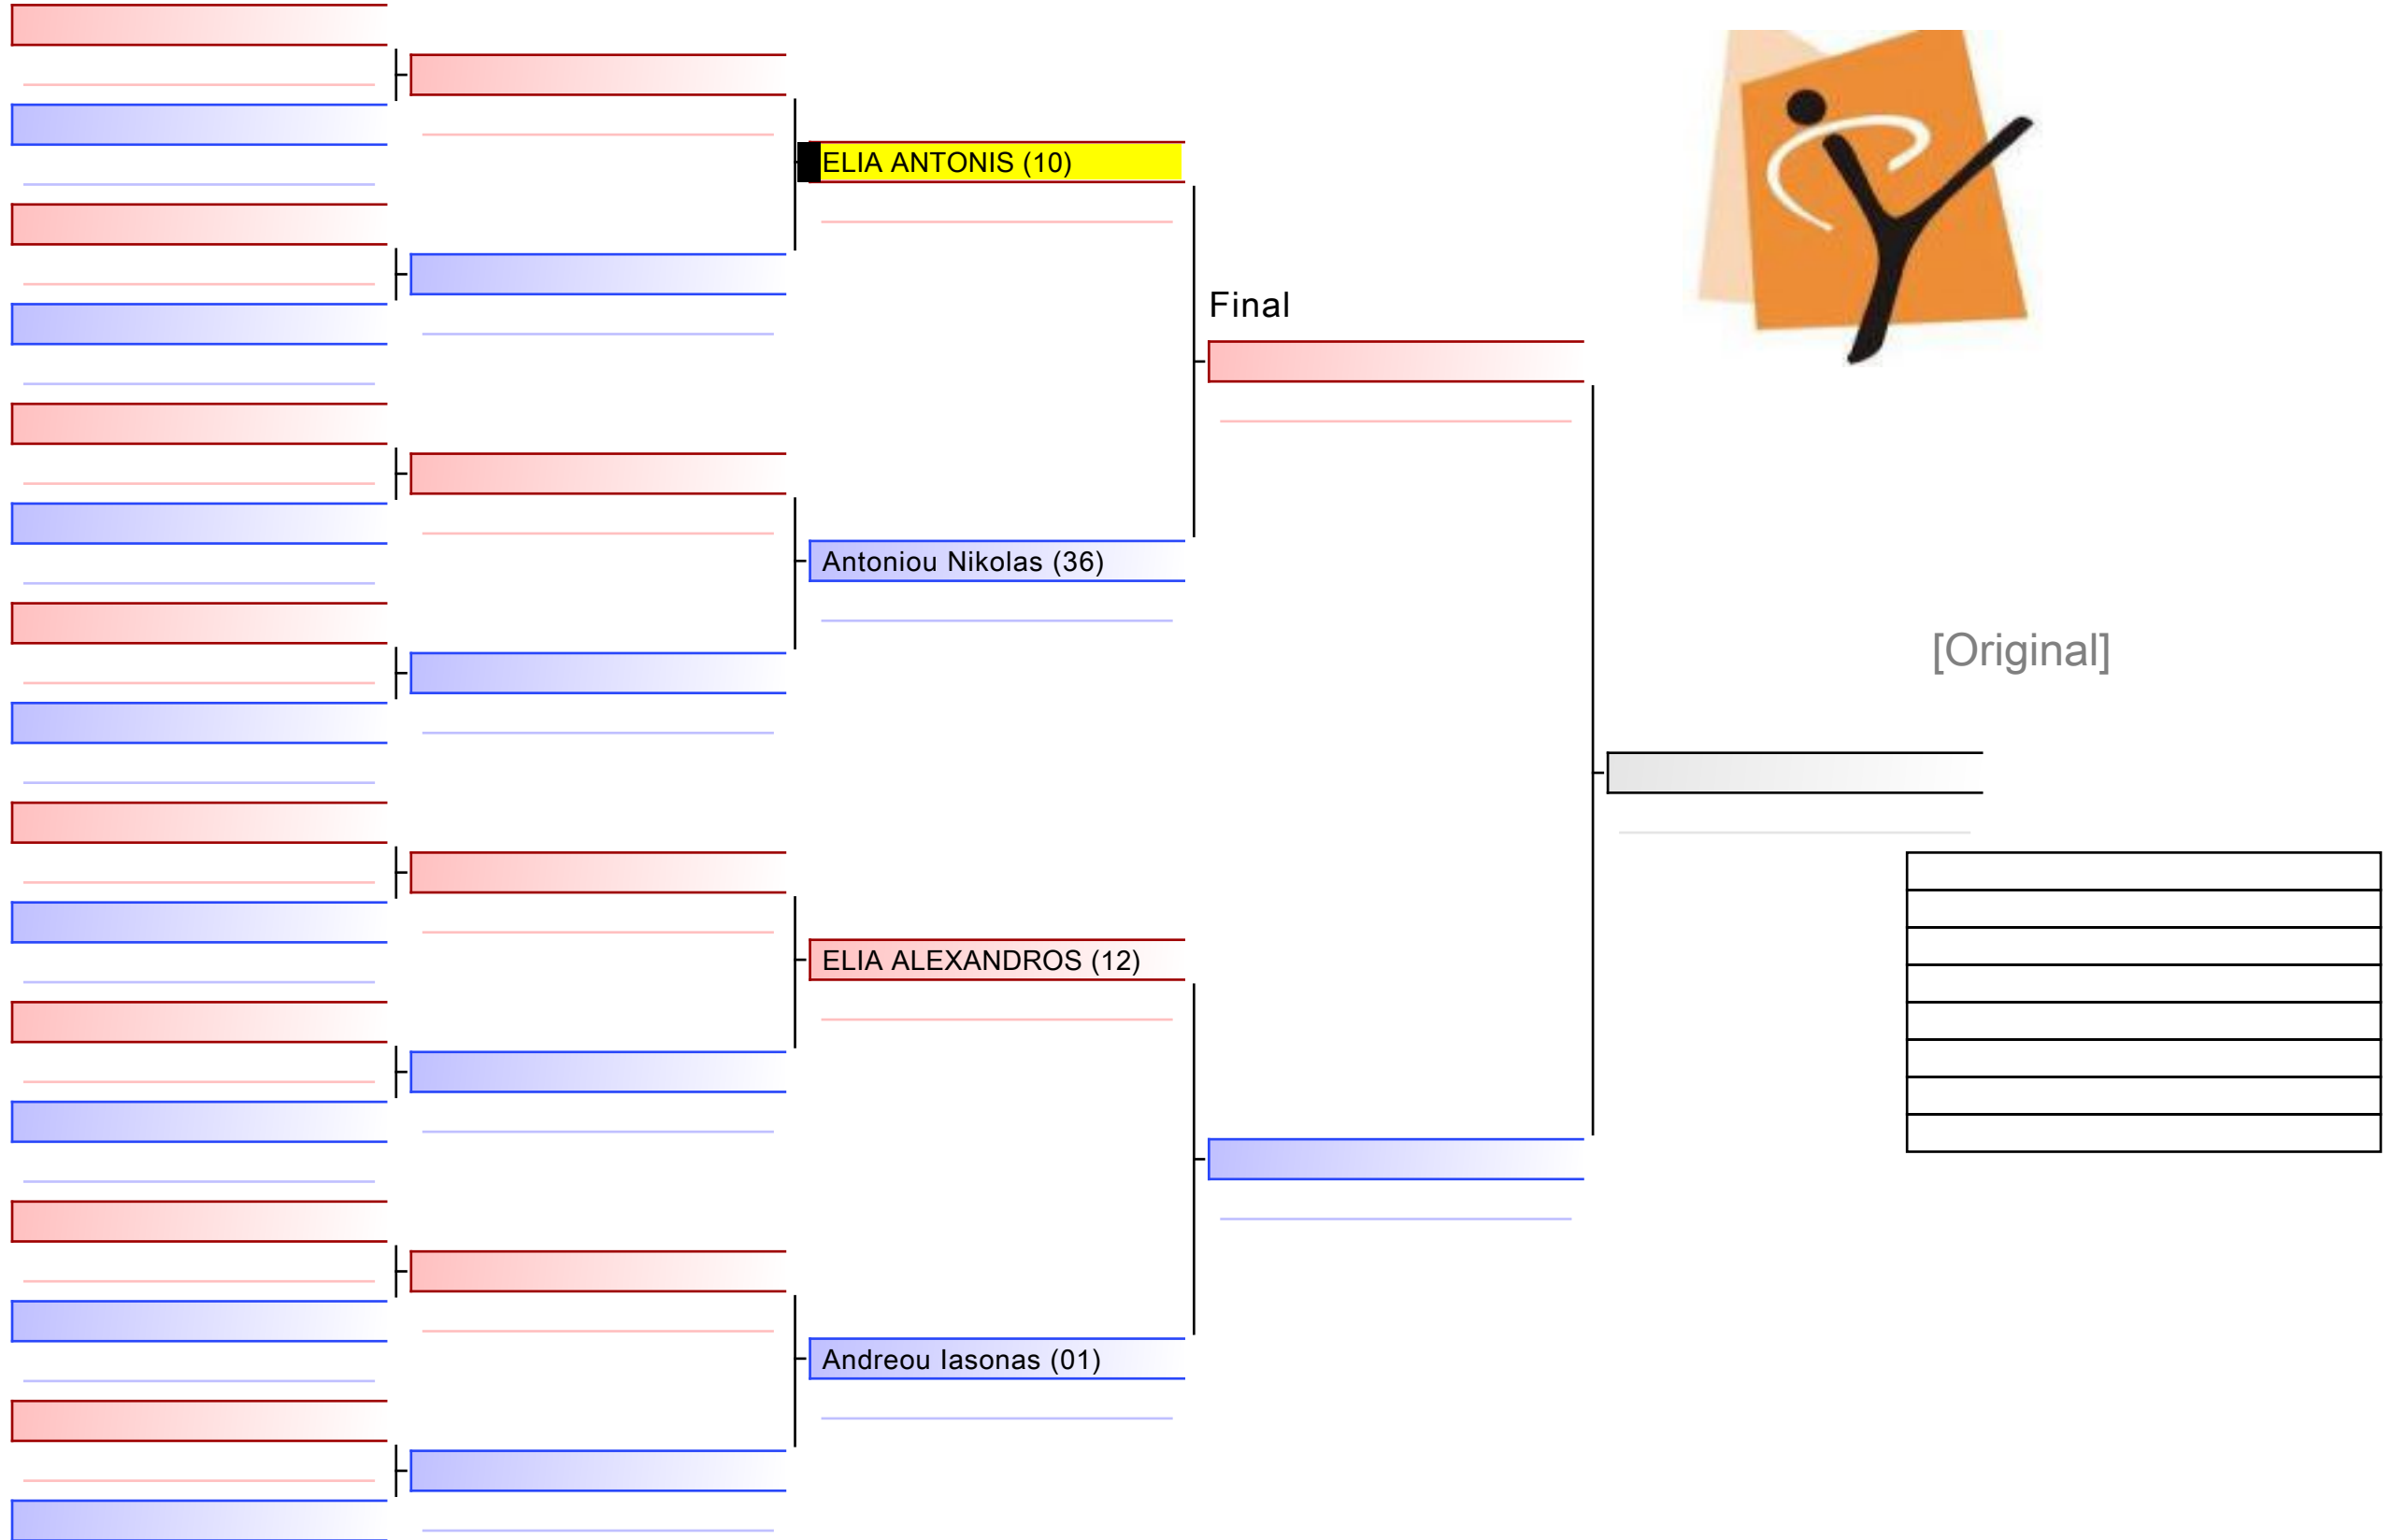 ELIA ANTONIS (10)
Final
Antoniou Nikolas (36)
[Original]
ELIA ALEXANDROS (12)
Andreou Iasonas (01)